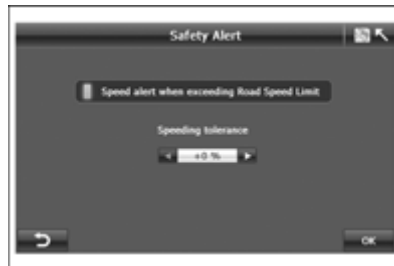 Safety Alert
Speed alert when exceeding Road Speed Limit
Speeding tolerance
+0 %
OK